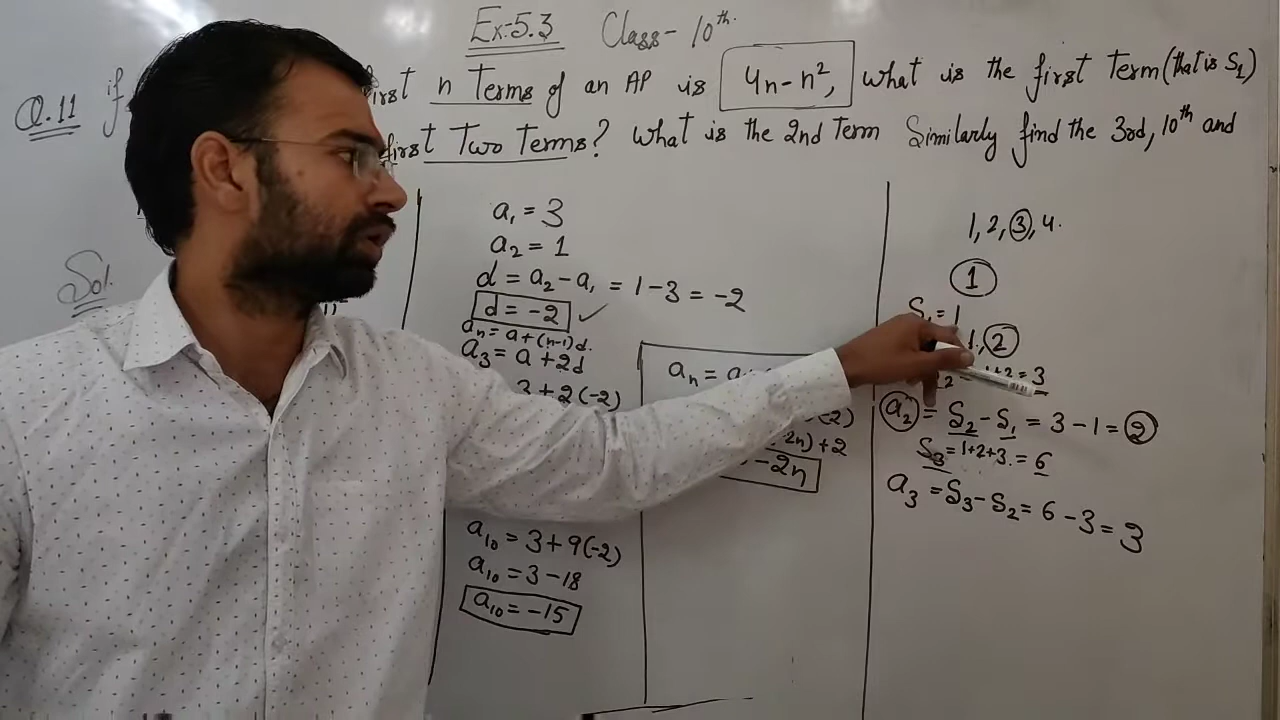 Ex:-5.3 Class- 10th.
Q.11 if irst n Terms of an AP is 4n-n², what is the first Term (that is S₁)
first Two Terms? What is the 2nd Term Similarly find the 3rd, 10th and
Sol.
a₁ = 3
a₂ = 1
d = a₂ - a₁ = 1 - 3 = -2
d = -2 ✓
aₙ = a + (n-1)d.
a₃ = a + 2d
3 + 2(-2)
a₁₀ = 3 + 9(-2)
a₁₀ = 3 - 18
a₁₀ = -15
aₙ = a
(2)
2n) + 2
- 2n
1, 2, 3, 4.
1
S₁ = 1
1, 2
2 = 1+2 = 3
a₂ = S₂ - S₁ = 3 - 1 = 2
S₃ = 1+2+3. = 6
a₃ = S₃ - S₂ = 6 - 3 = 3